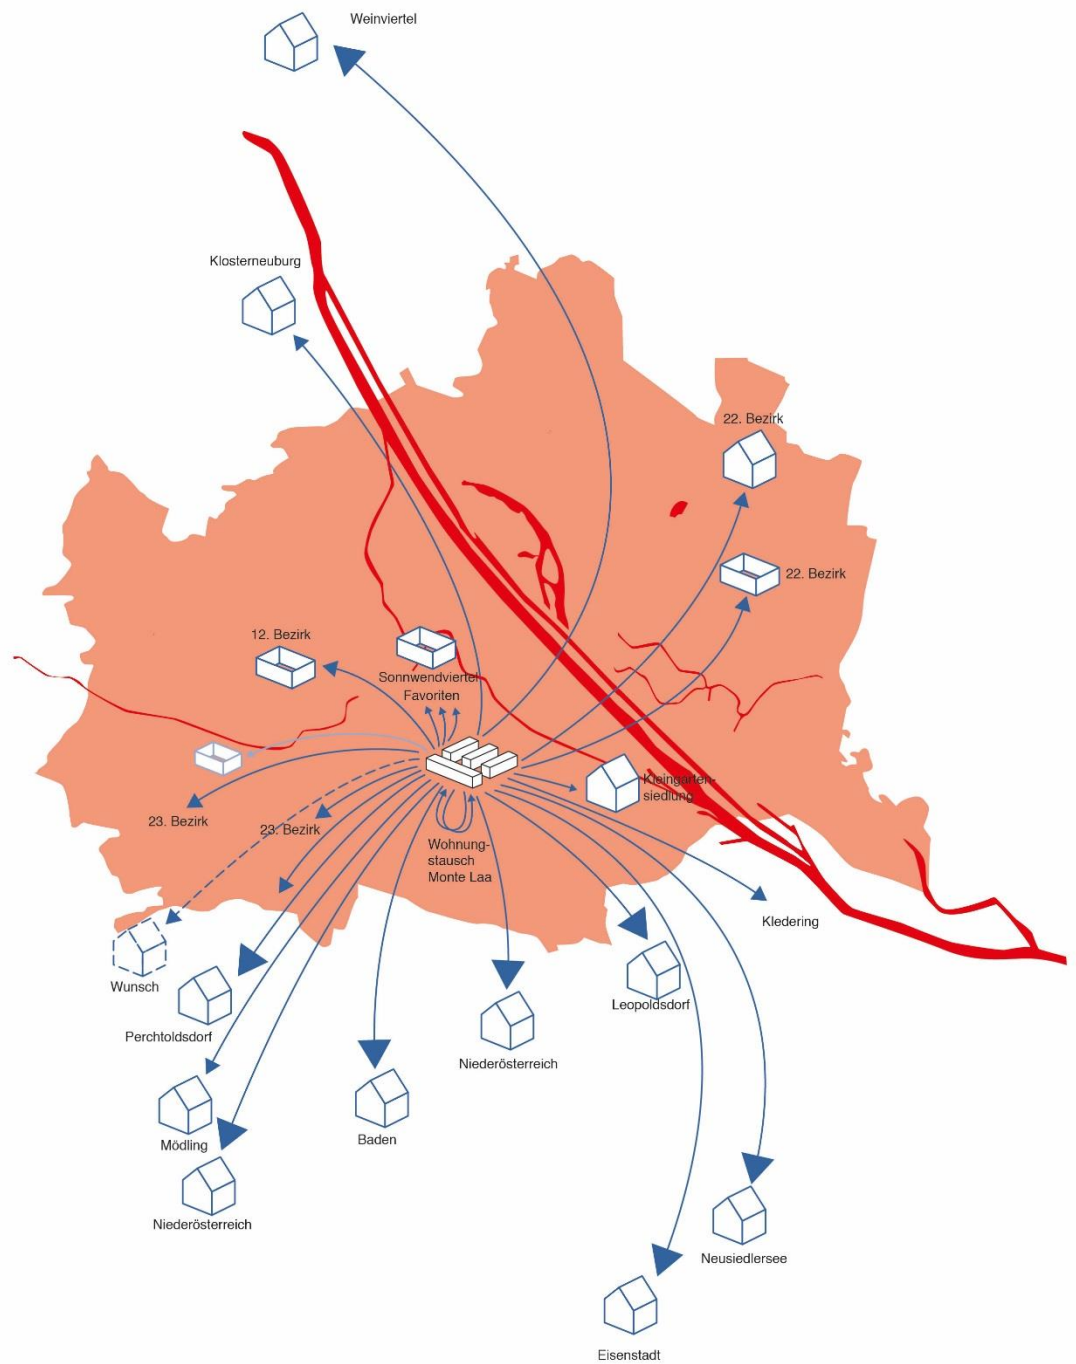 Weinviertel
Klosterneuburg
22. Bezirk
22. Bezirk
12. Bezirk
Sonnwendviertel
Favoriten
Kleingarten-
siedlung
23. Bezirk
23. Bezirk
Wohnung-
stausch
Monte Laa
Kledering
Wunsch
Leopoldsdorf
Perchtoldsdorf
Niederösterreich
Mödling
Baden
Niederösterreich
Neusiedlersee
Eisenstadt